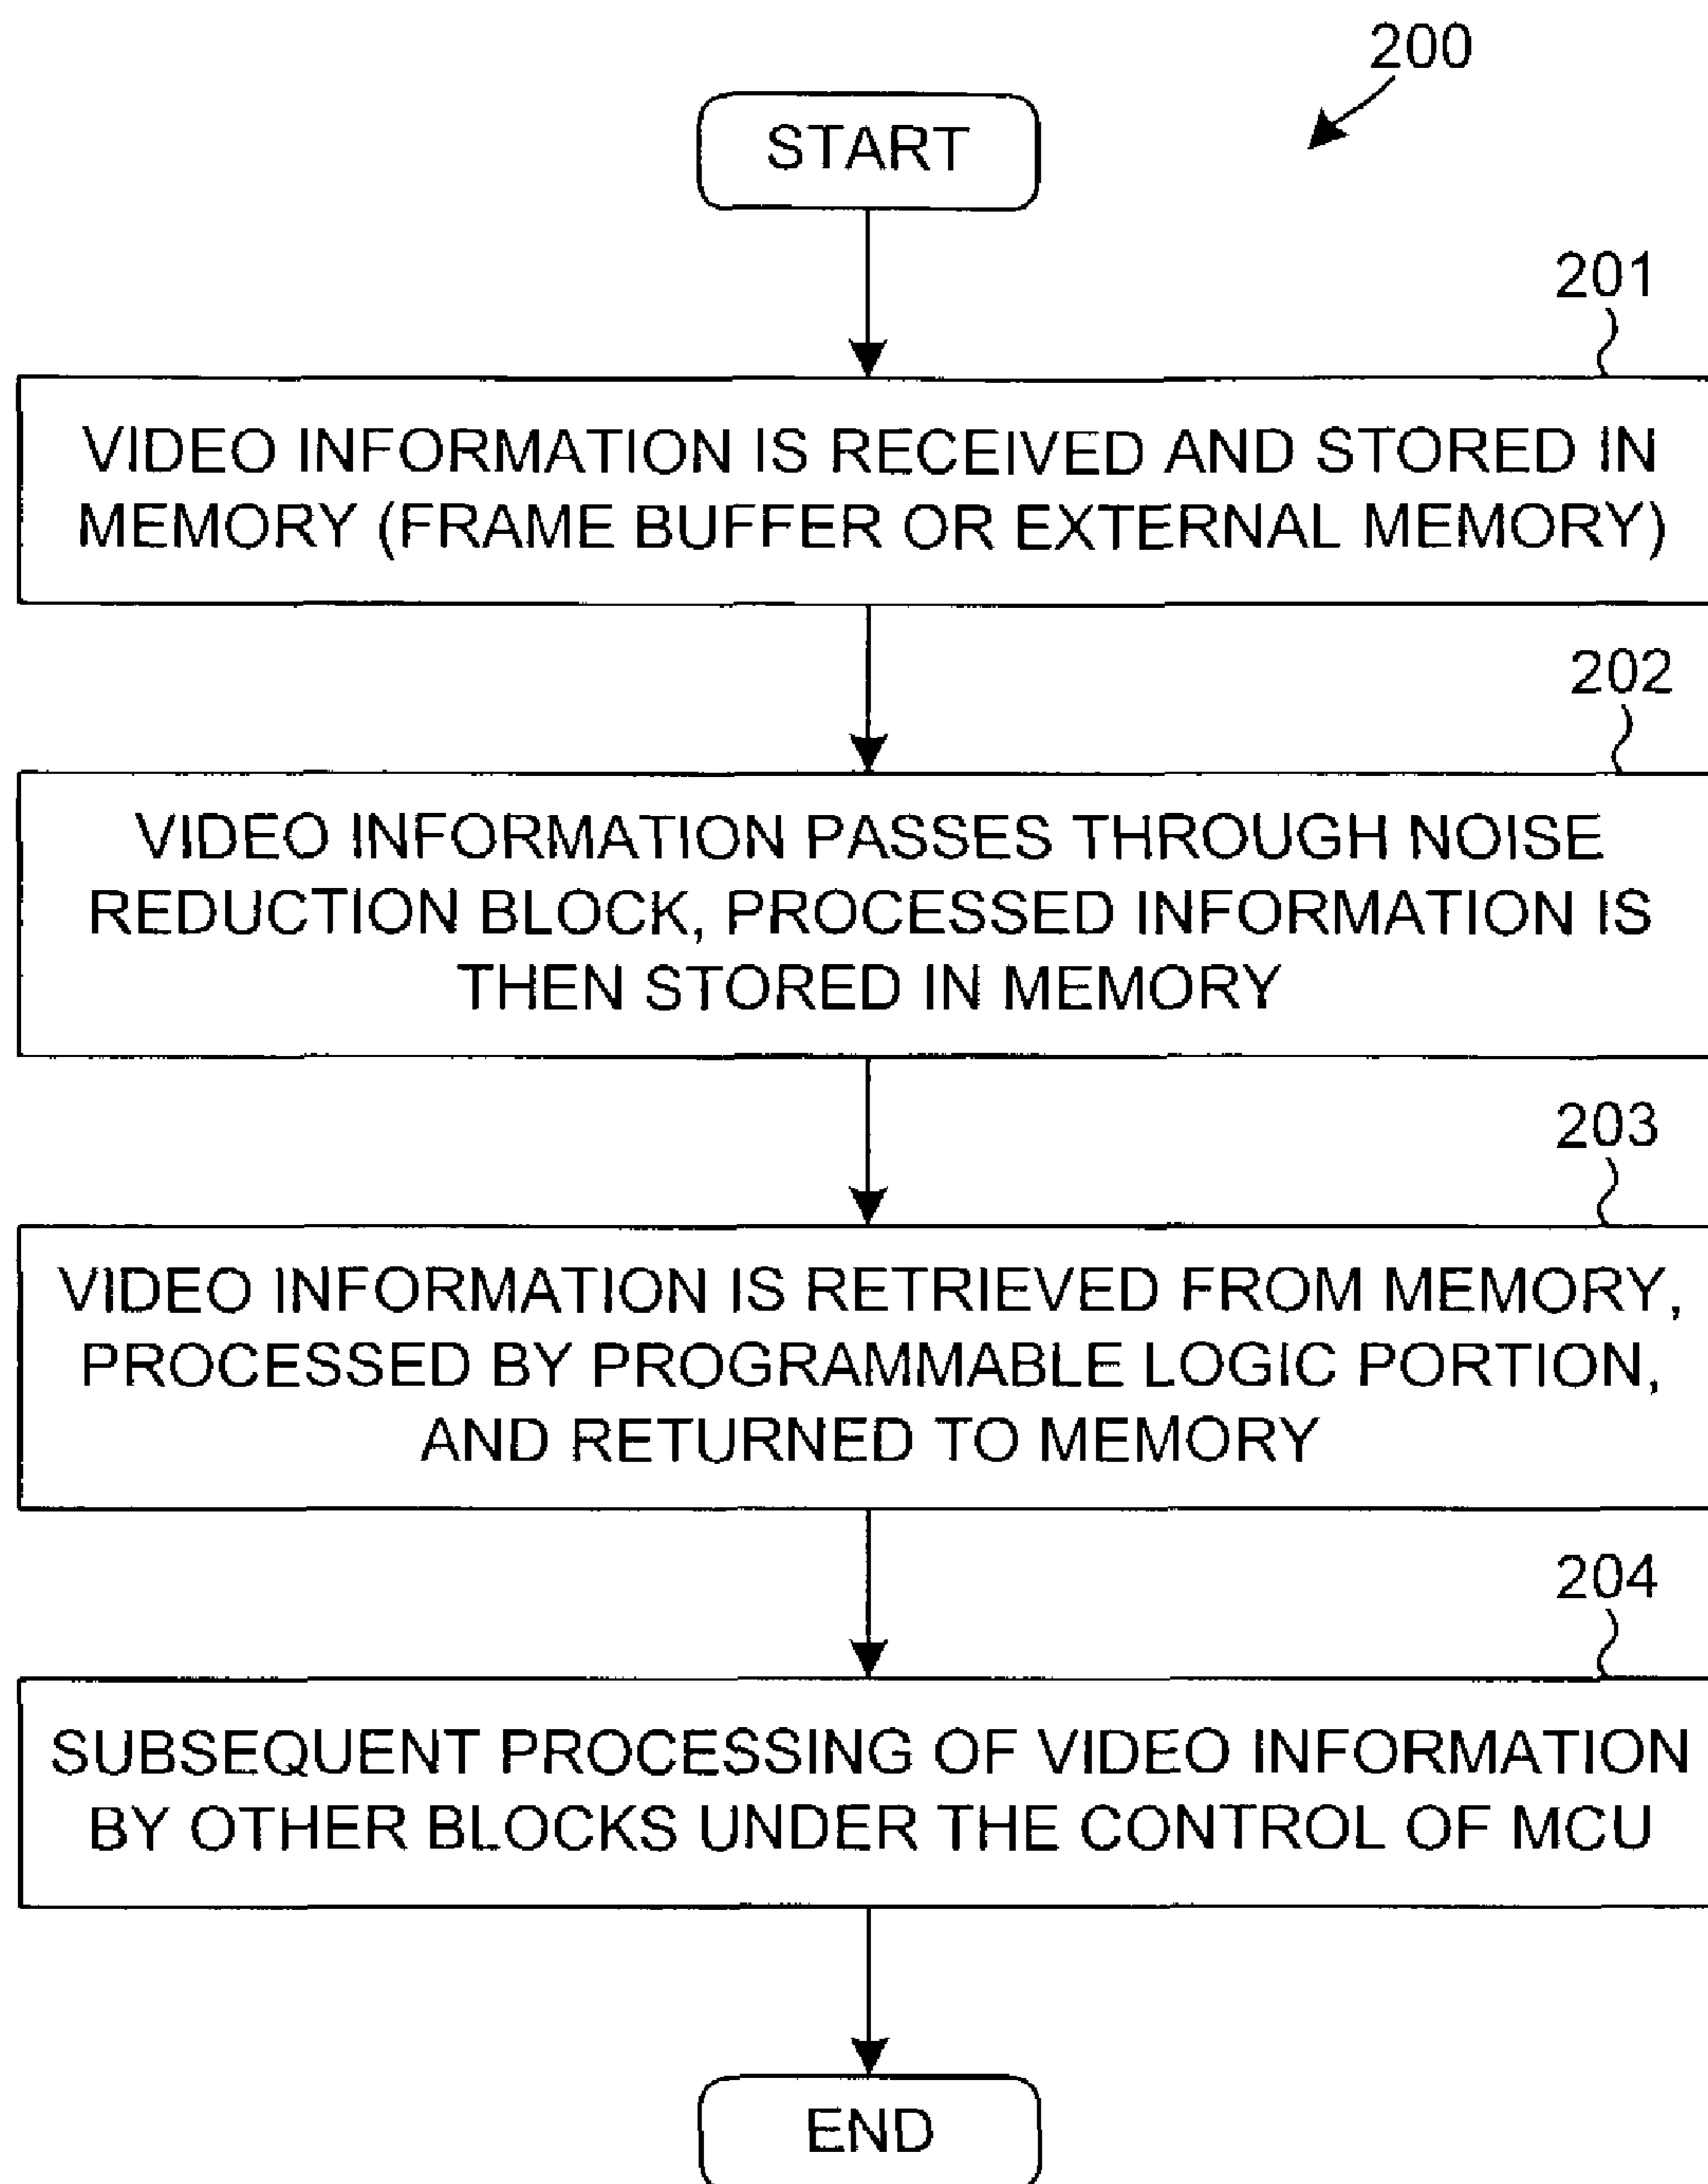 200
START
201
VIDEO INFORMATION IS RECEIVED AND STORED IN
MEMORY (FRAME BUFFER OR EXTERNAL MEMORY)
202
VIDEO INFORMATION PASSES THROUGH NOISE
REDUCTION BLOCK, PROCESSED INFORMATION IS
THEN STORED IN MEMORY
203
VIDEO INFORMATION IS RETRIEVED FROM MEMORY,
PROCESSED BY PROGRAMMABLE LOGIC PORTION,
AND RETURNED TO MEMORY
204
SUBSEQUENT PROCESSING OF VIDEO INFORMATION
BY OTHER BLOCKS UNDER THE CONTROL OF MCU
END